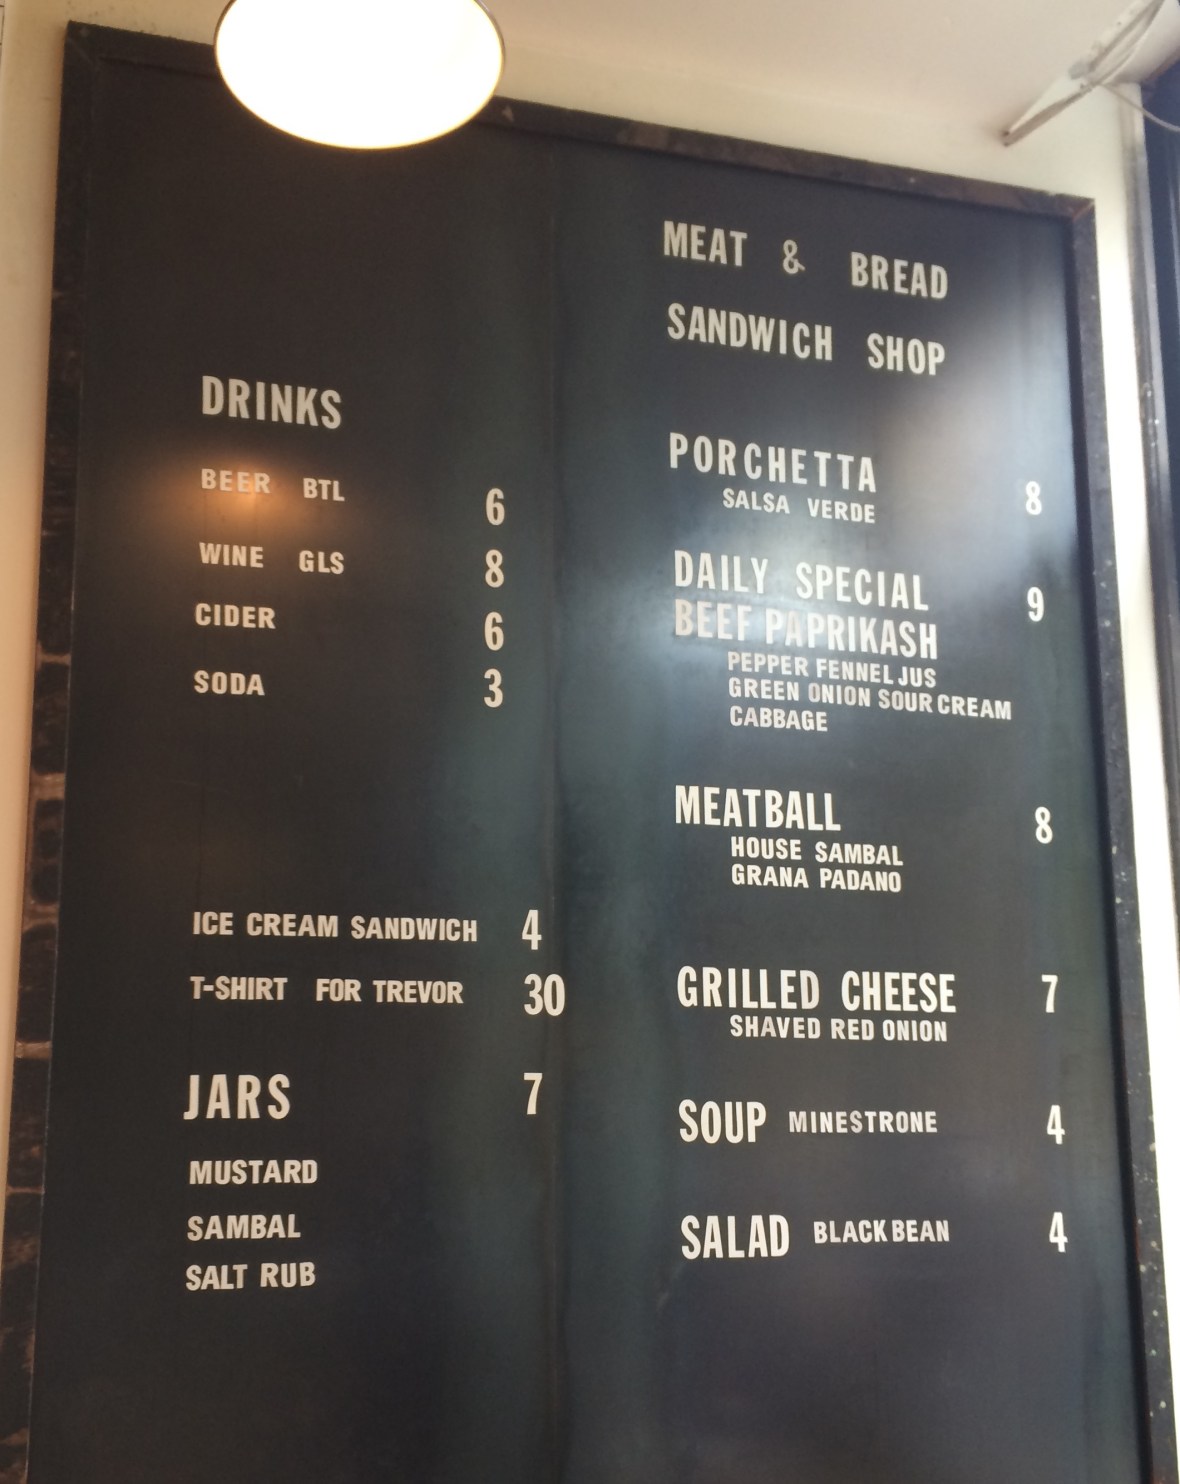 MEAT & BREAD
SANDWICH SHOP
DRINKS
BEER BTL 6
WINE GLS 8
CIDER 6
SODA 3
ICE CREAM SANDWICH 4
T-SHIRT FOR TREVOR 30
JARS 7
MUSTARD
SAMBAL
SALT RUB
PORCHETTA 8
SALSA VERDE
DAILY SPECIAL 9
BEEF PAPRIKASH
PEPPER FENNEL JUS
GREEN ONION SOUR CREAM
CABBAGE
MEATBALL 8
HOUSE SAMBAL
GRANA PADANO
GRILLED CHEESE 7
SHAVED RED ONION
SOUP MINESTRONE 4
SALAD BLACK BEAN 4